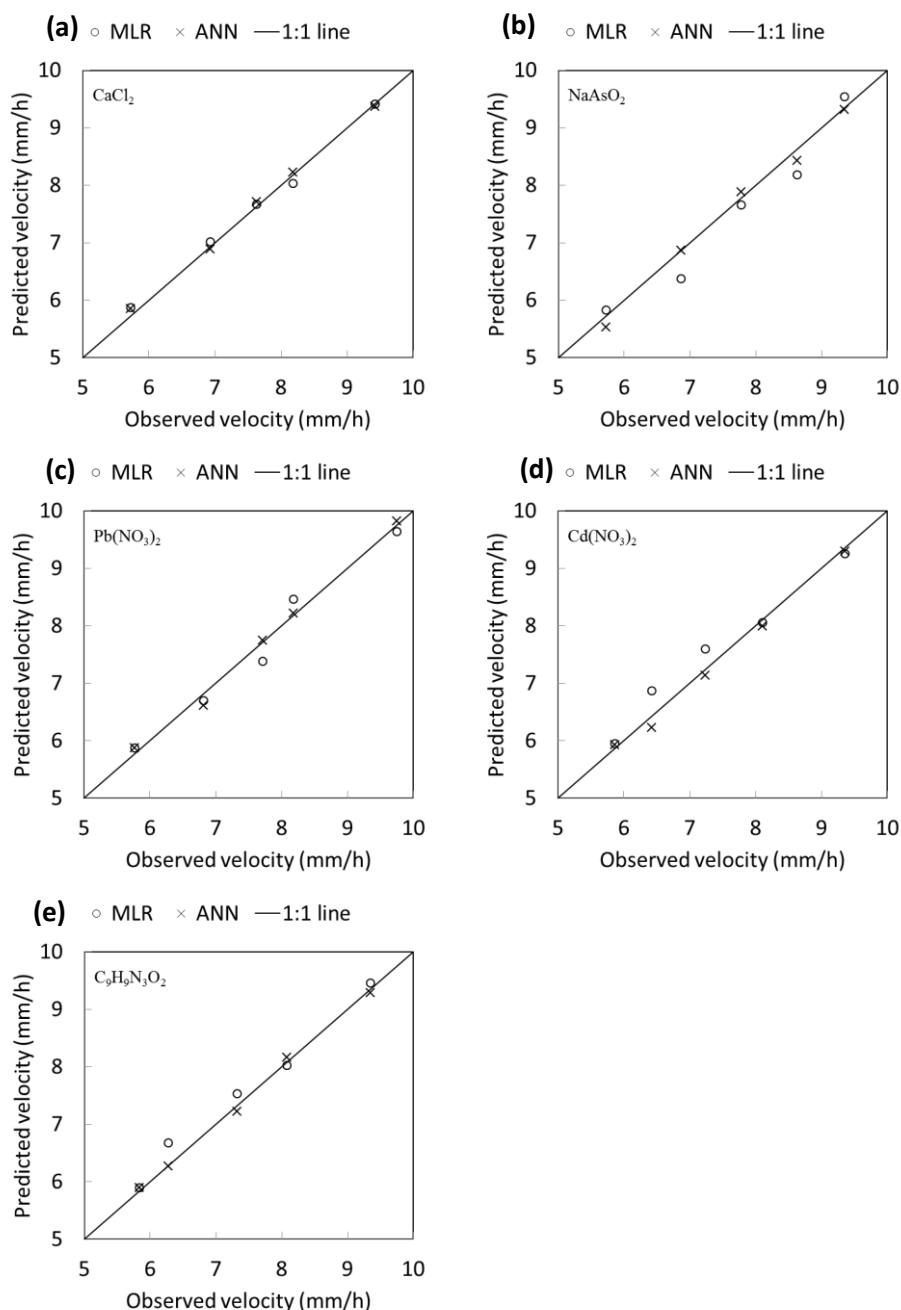 (a)
○ MLR × ANN —1:1 line
10
CaCl₂
9
8
7
6
5
Predicted velocity (mm/h)
5 6 7 8 9 10
Observed velocity (mm/h)
(b)
○ MLR × ANN —1:1 line
10
NaAsO₂
9
8
7
6
5
Predicted velocity (mm/h)
5 6 7 8 9 10
Observed velocity (mm/h)
(c)
○ MLR × ANN —1:1 line
10
Pb(NO₃)₂
9
8
7
6
5
Predicted velocity (mm/h)
5 6 7 8 9 10
Observed velocity (mm/h)
(d)
○ MLR × ANN —1:1 line
10
Cd(NO₃)₂
9
8
7
6
5
Predicted velocity (mm/h)
5 6 7 8 9 10
Observed velocity (mm/h)
(e)
○ MLR × ANN —1:1 line
10
C₉H₉N₃O₂
9
8
7
6
5
Predicted velocity (mm/h)
5 6 7 8 9 10
Observed velocity (mm/h)